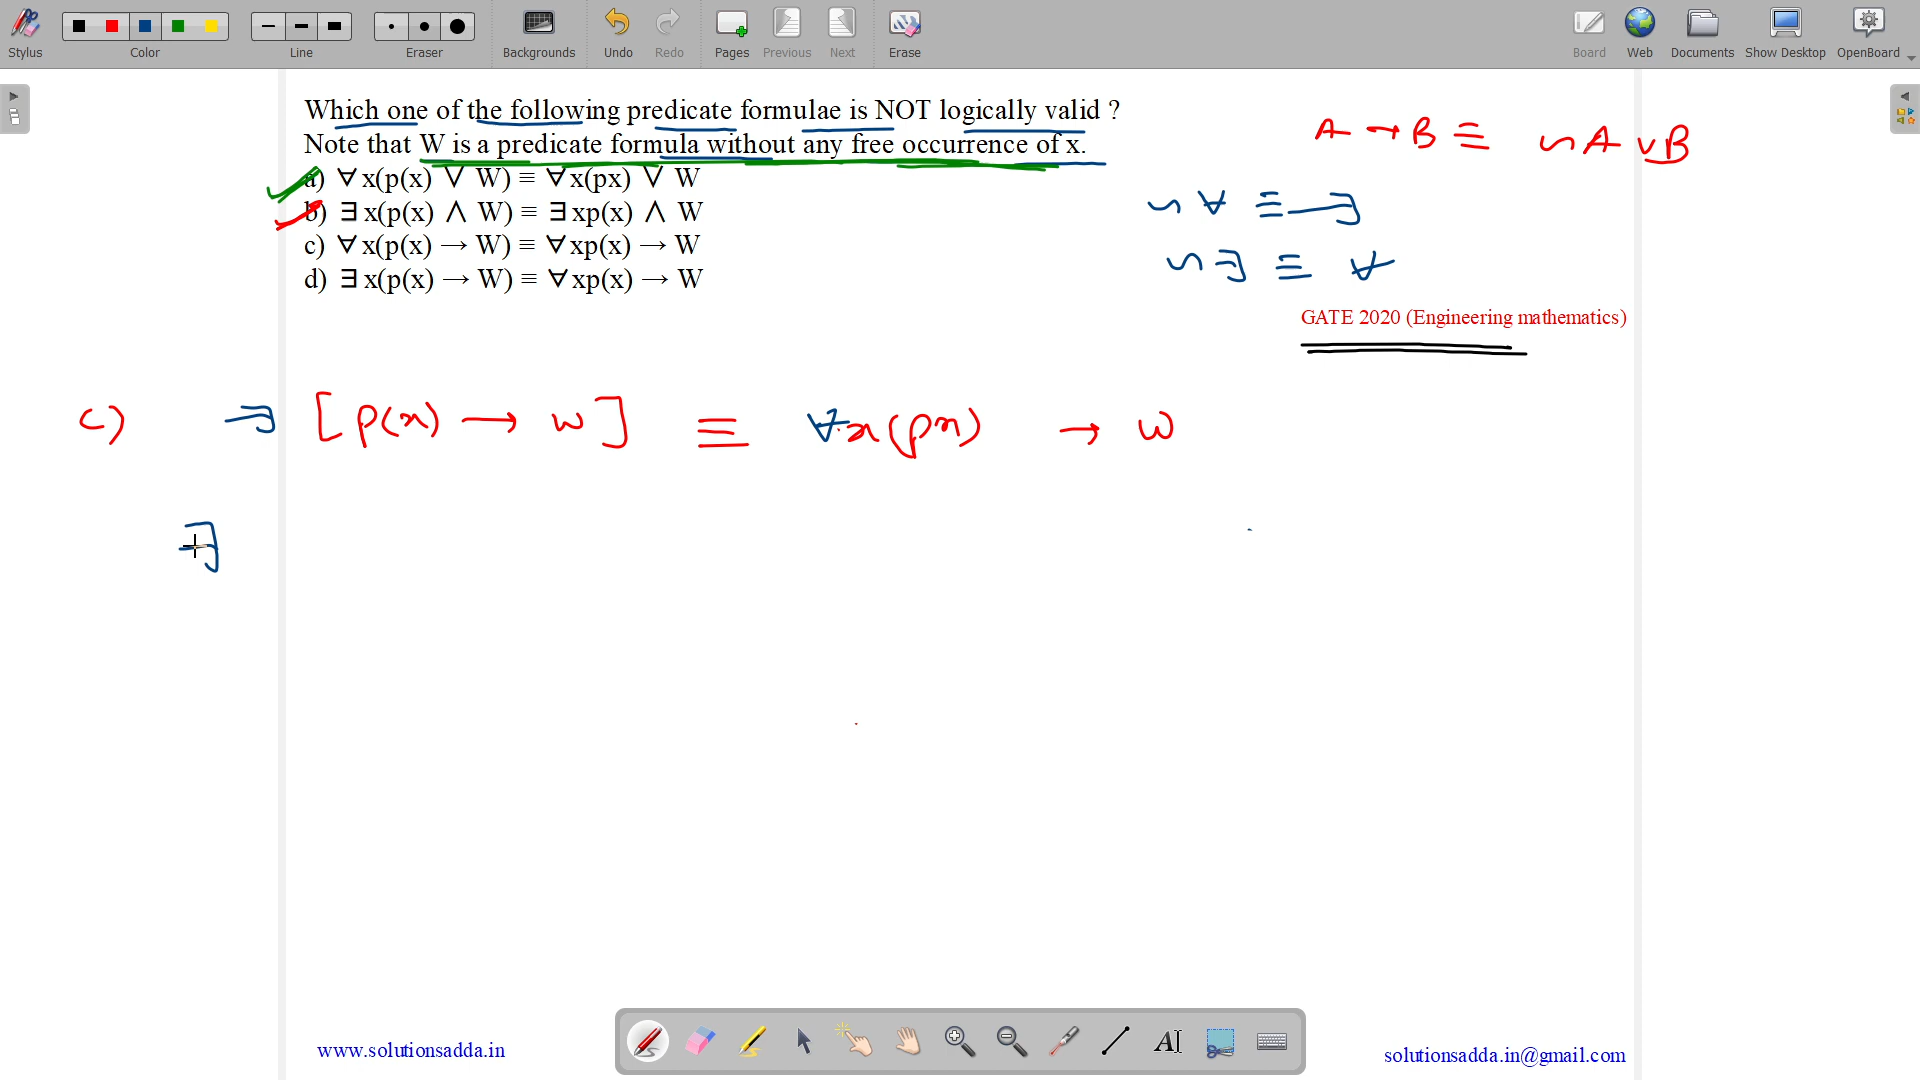 Stylus Color Line Eraser Backgrounds Undo Redo Pages Previous Next Erase Board Web Documents Show Desktop OpenBoard
Which one of the following predicate formulae is NOT logically valid ?
Note that W is a predicate formula without any free occurrence of x.
a) ∀x(p(x) ∨ W) ≡ ∀x(px) ∨ W
b) ∃x(p(x) ∧ W) ≡ ∃xp(x) ∧ W
c) ∀x(p(x) → W) ≡ ∀xp(x) → W
d) ∃x(p(x) → W) ≡ ∀xp(x) → W
A → B ≡ ~A ∨ B
~∀ ≡ ∃
~∃ ≡ ∀
GATE 2020 (Engineering mathematics)
c) ∃ [p(x) → w] ≡ ∀x(px) → w
∃
www.solutionsadda.in
solutionsadda.in@gmail.com